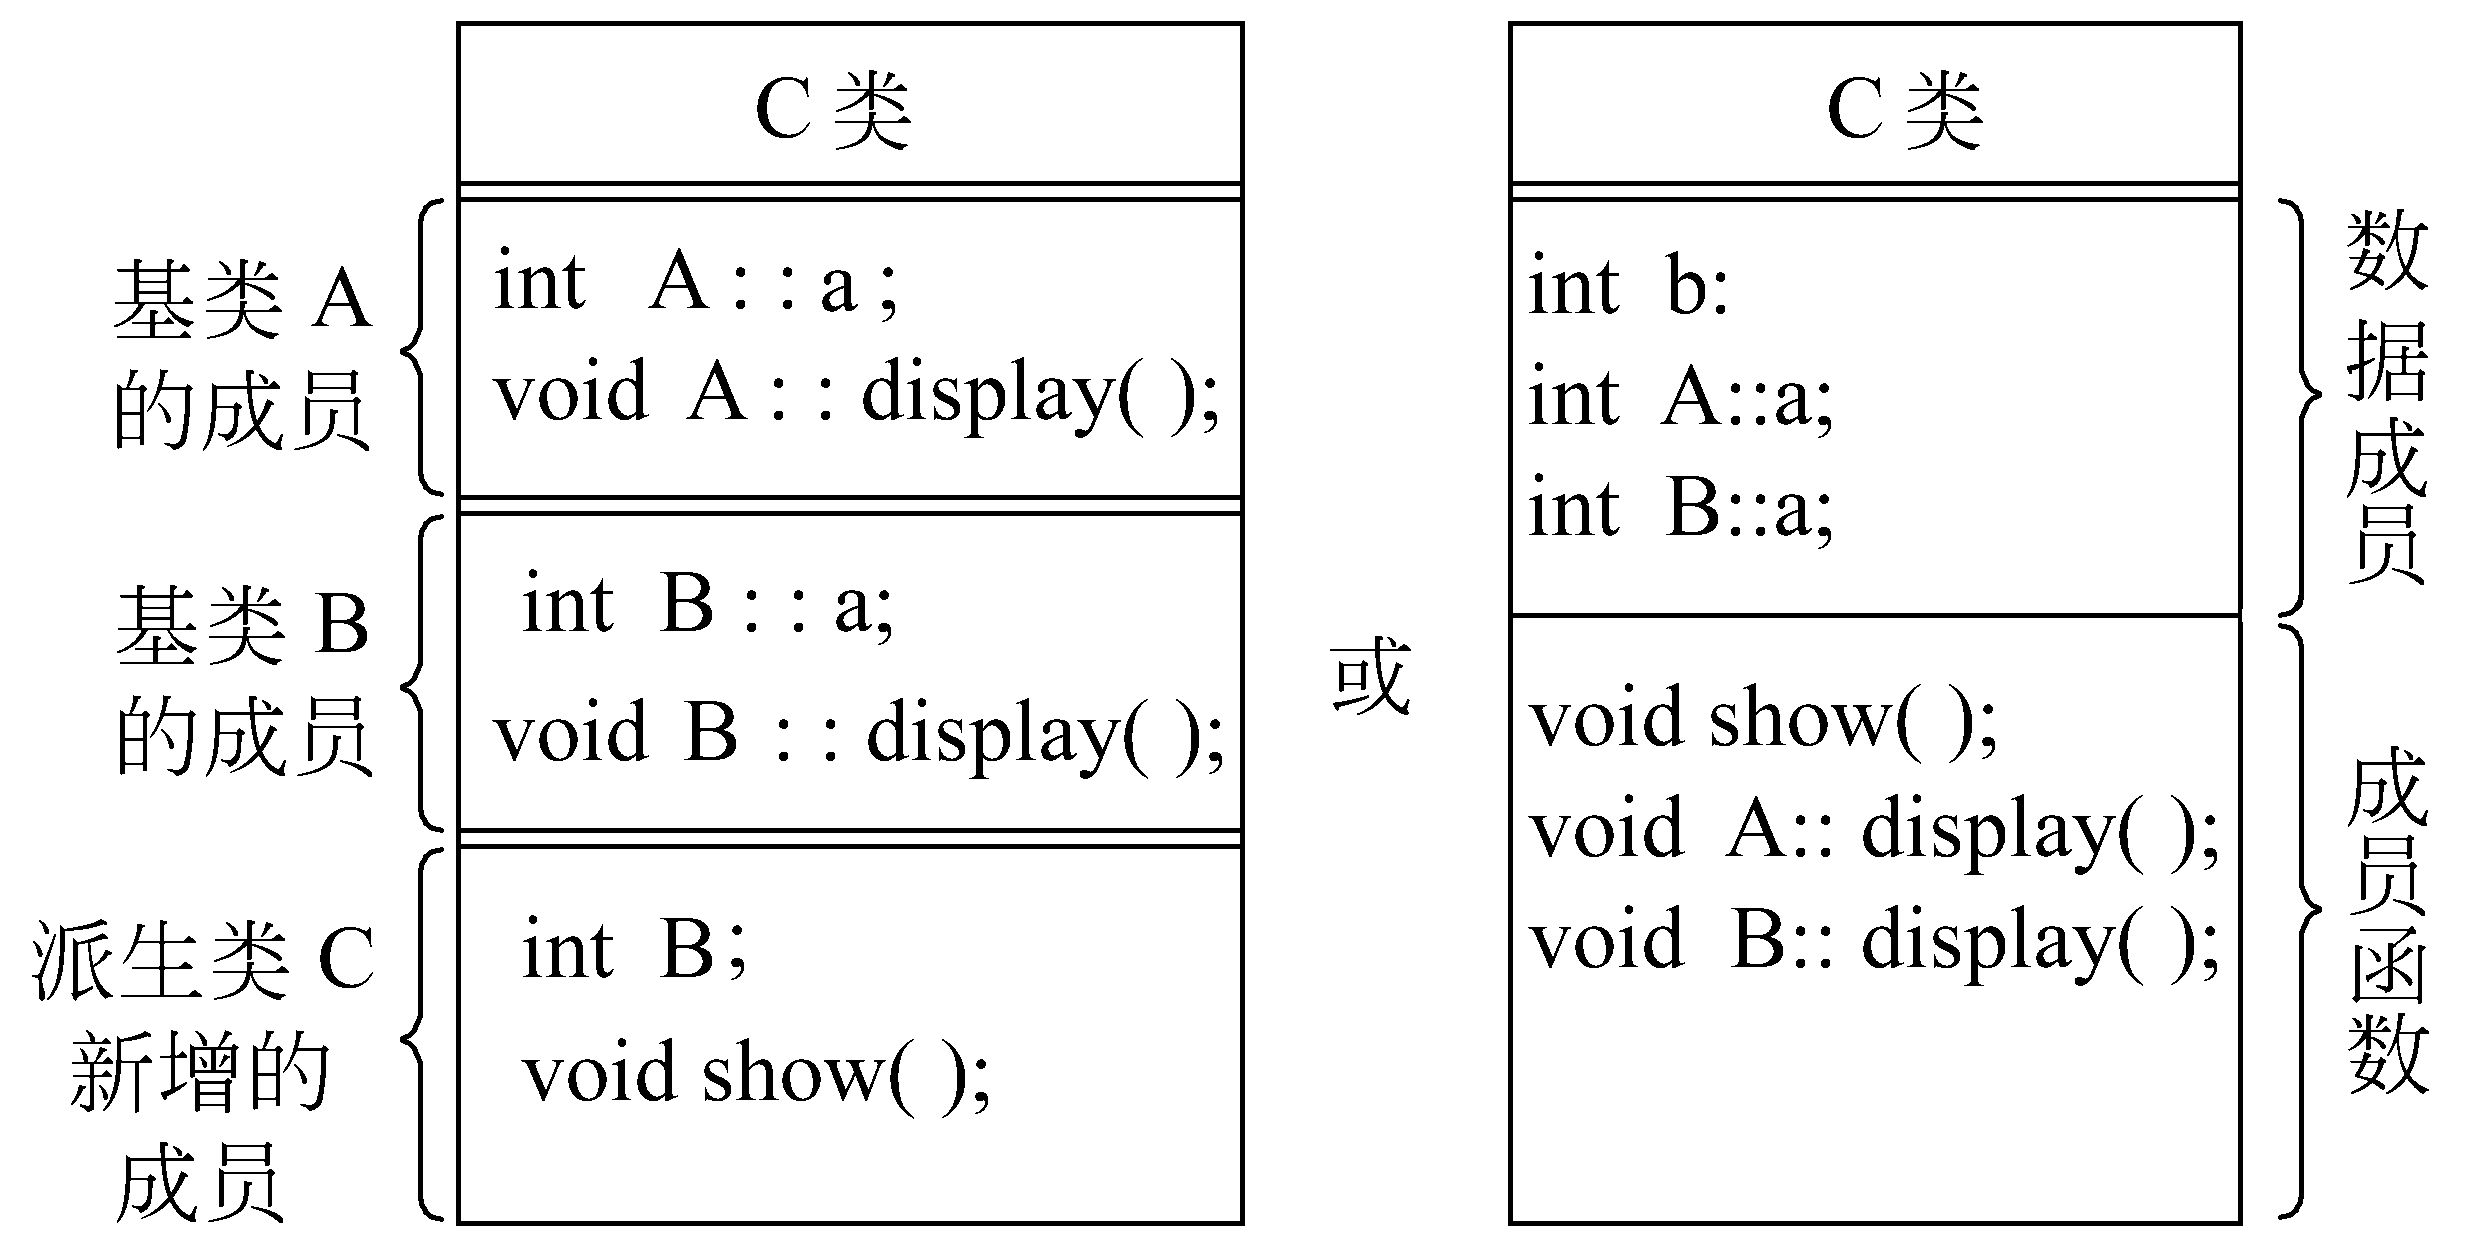 C 类
基类 A
的成员
int A : : a ;
void A : : display( );
基类 B
的成员
int B : : a;
void B : : display( );
派生类 C
新增的
成员
int B;
void show( );
或
C 类
int b:
int A::a;
int B::a;
数据成员
void show( );
void A:: display( );
void B:: display( );
成员函数